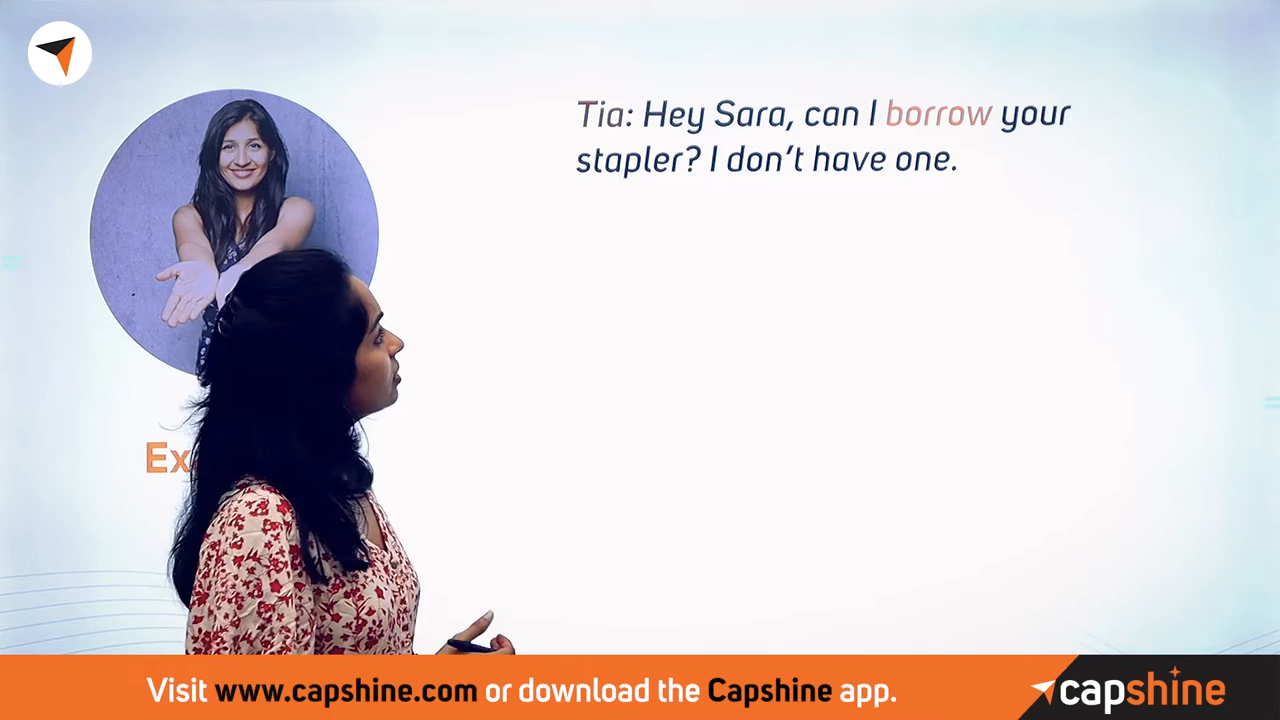 Tia: Hey Sara, can I borrow your
stapler? I don't have one.
Visit www.capshine.com or download the Capshine app.
capshine